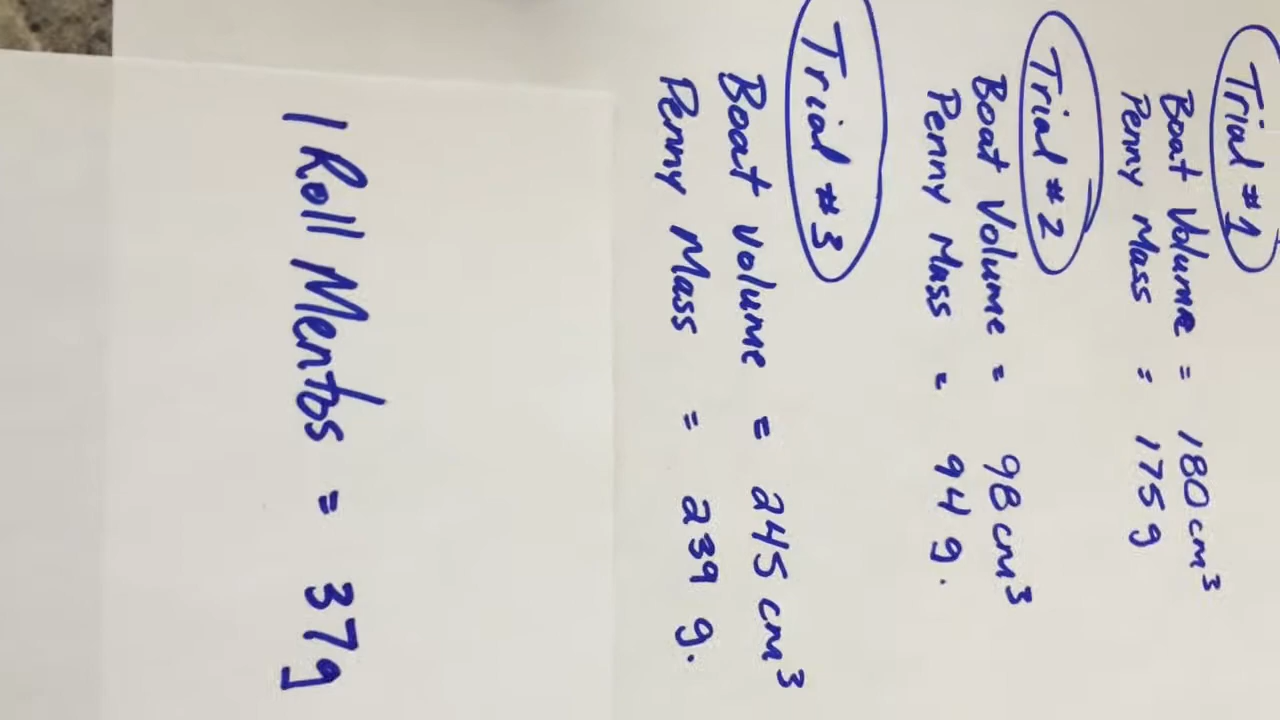 Trial #1
Boat Volume = 180 cm³
Penny Mass = 175 g
Trial #2
Boat Volume = 98 cm³
Penny Mass = 94 g.
Trial #3
Boat volume = 245 cm³
Penny Mass = 239 g.
1 Roll Mentos = 37g